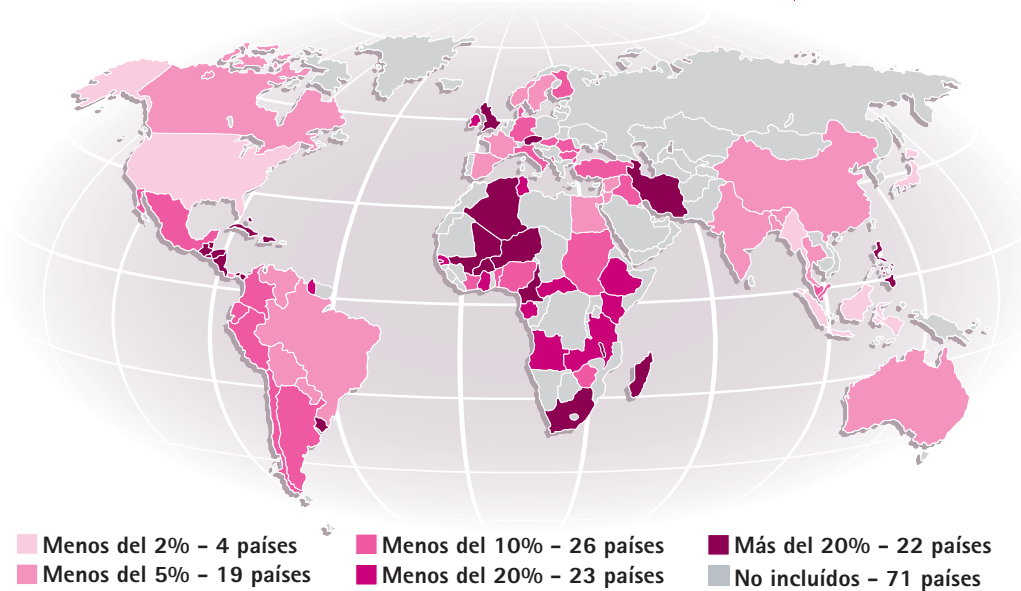 Menos del 2% – 4 países
Menos del 5% – 19 países
Menos del 10% – 26 países
Menos del 20% – 23 países
Más del 20% – 22 países
No incluídos – 71 países